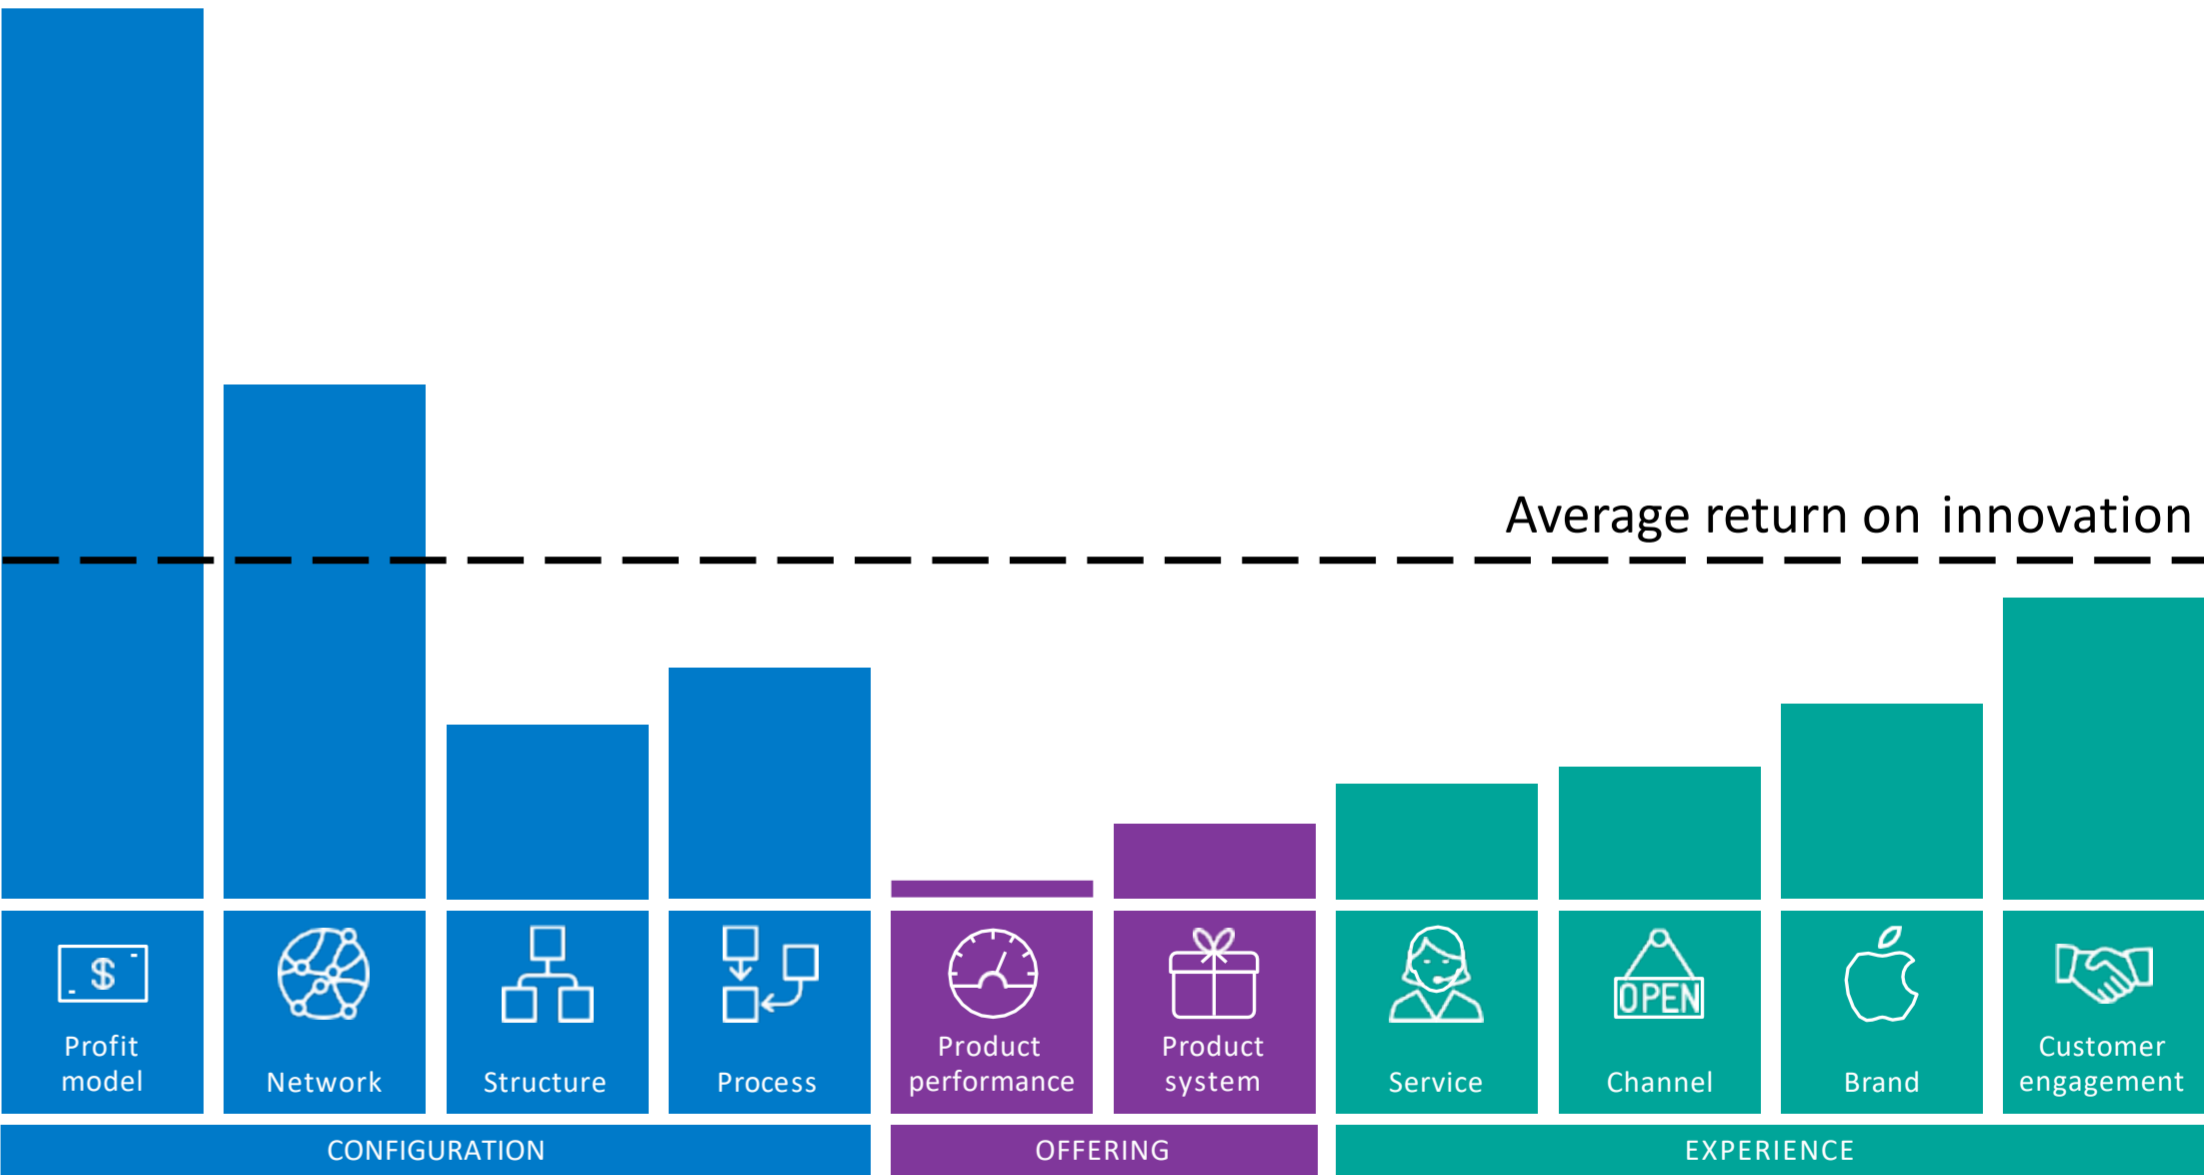 Average return on innovation
$
OPEN
Profit
model
Network
Structure
Process
Product
performance
Product
system
Service
Channel
Brand
Customer
engagement
CONFIGURATION
OFFERING
EXPERIENCE